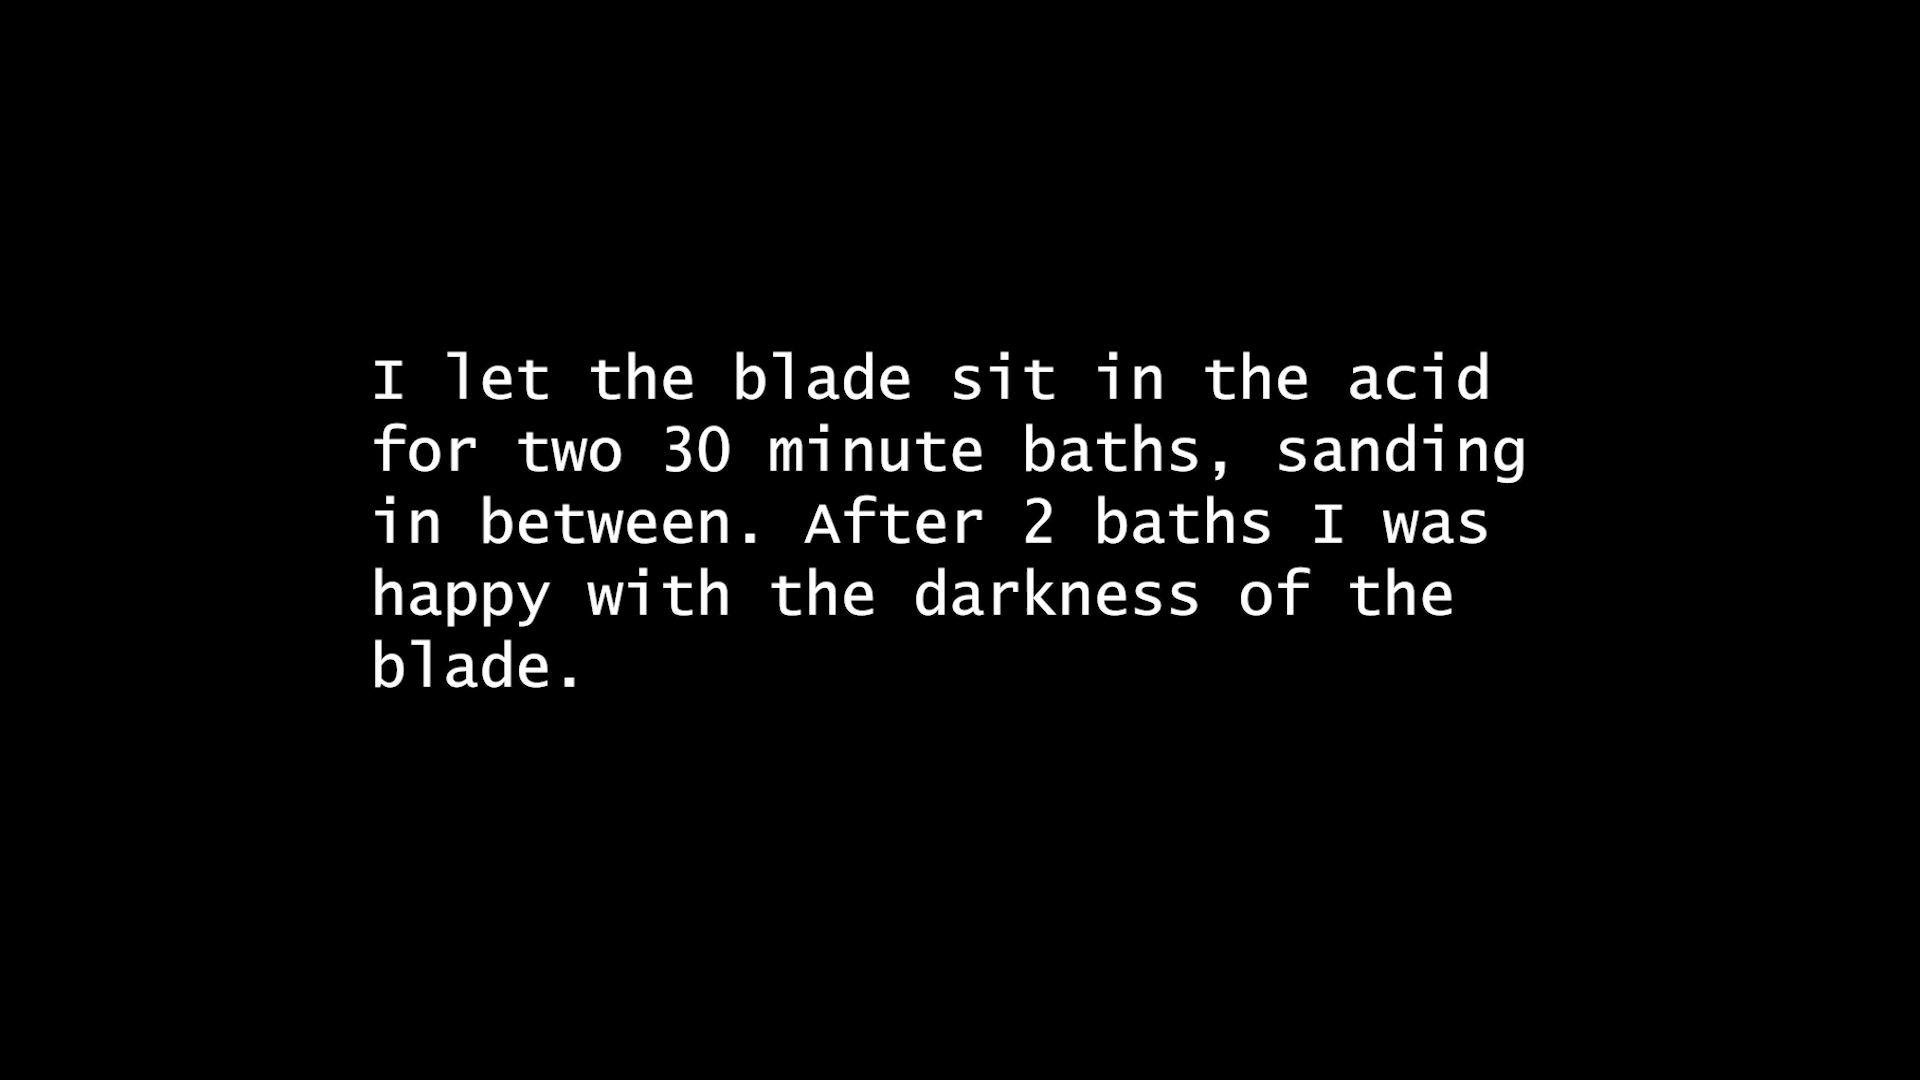 I let the blade sit in the acid
for two 30 minute baths, sanding
in between. After 2 baths I was
happy with the darkness of the
blade.